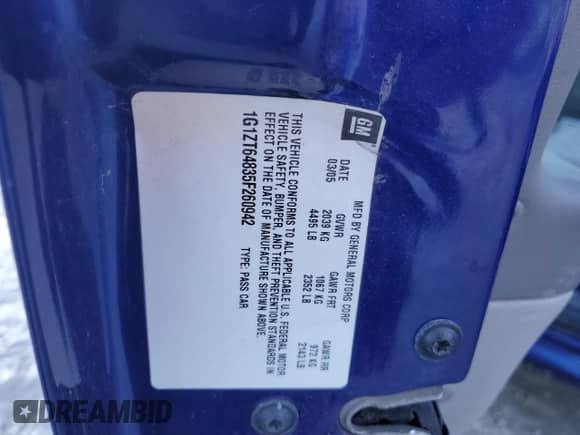 GM
MFD BY GENERAL MOTORS CORP
DATE GVWR GAWR FRT GAWR RR
03/05 2039 KG 1067 KG 972 KG
4495 LB 2352 LB 2143 LB
THIS VEHICLE CONFORMS TO ALL APPLICABLE U.S. FEDERAL MOTOR
VEHICLE SAFETY, BUMPER, AND THEFT PREVENTION STANDARDS IN
EFFECT ON THE DATE OF MANUFACTURE SHOWN ABOVE.
1G1ZT64835F260942 TYPE: PASS CAR
DREAMBID